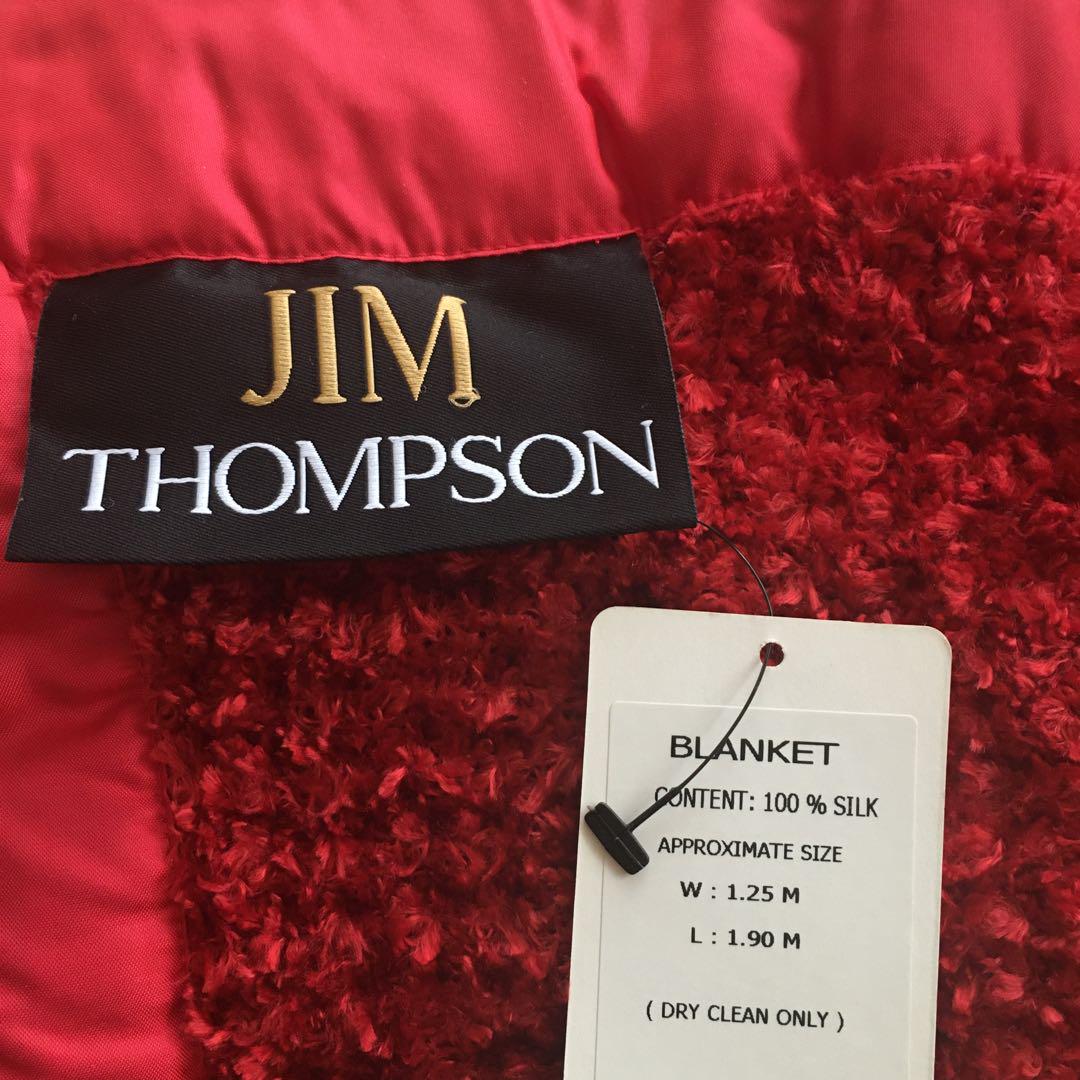 JIM
THOMPSON
BLANKET
CONTENT: 100 % SILK
APPROXIMATE SIZE
W : 1.25 M
L : 1.90 M
( DRY CLEAN ONLY )